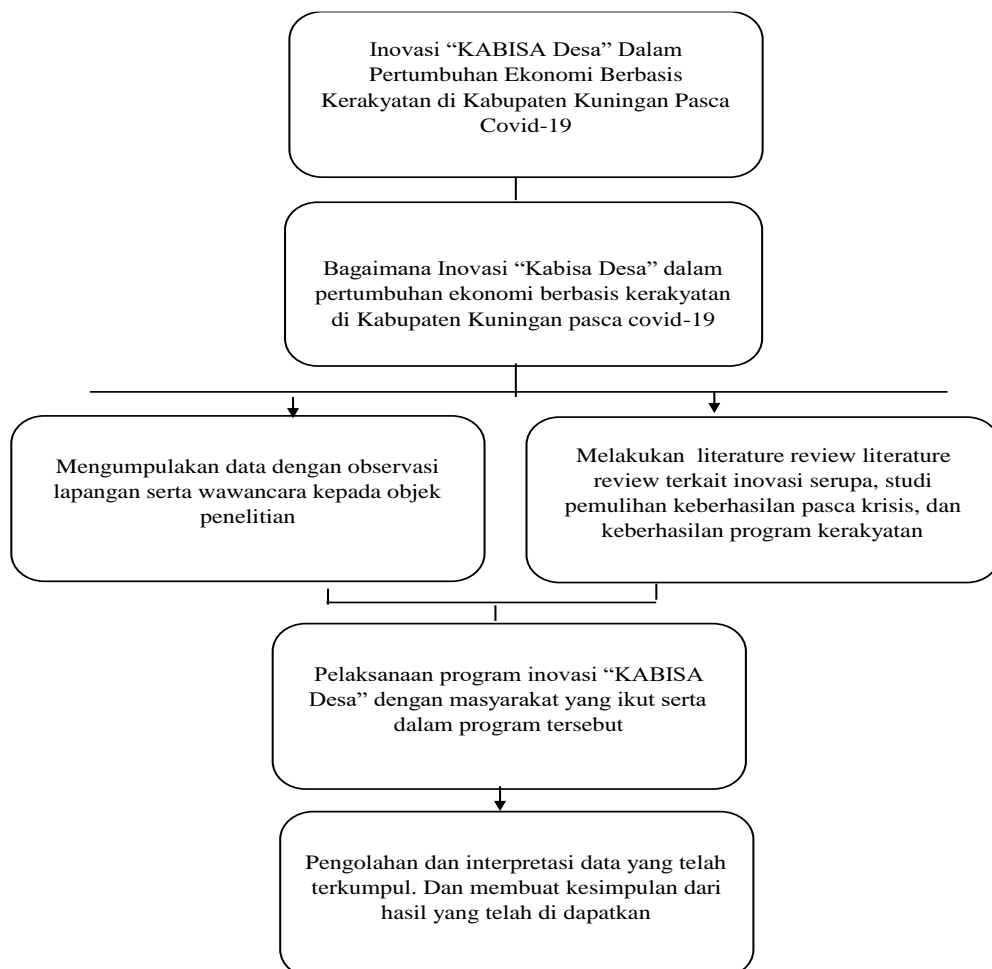 Inovasi “KABISA Desa” Dalam
Pertumbuhan Ekonomi Berbasis
Kerakyatan di Kabupaten Kuningan Pasca
Covid-19
Bagaimana Inovasi “Kabisa Desa” dalam
pertumbuhan ekonomi berbasis kerakyatan
di Kabupaten Kuningan pasca covid-19
Mengumpulakan data dengan observasi
lapangan serta wawancara kepada objek
penelitian
Melakukan literature review literature
review terkait inovasi serupa, studi
pemulihan keberhasilan pasca krisis, dan
keberhasilan program kerakyatan
Pelaksanaan program inovasi “KABISA
Desa” dengan masyarakat yang ikut serta
dalam program tersebut
Pengolahan dan interpretasi data yang telah
terkumpul. Dan membuat kesimpulan dari
hasil yang telah di dapatkan